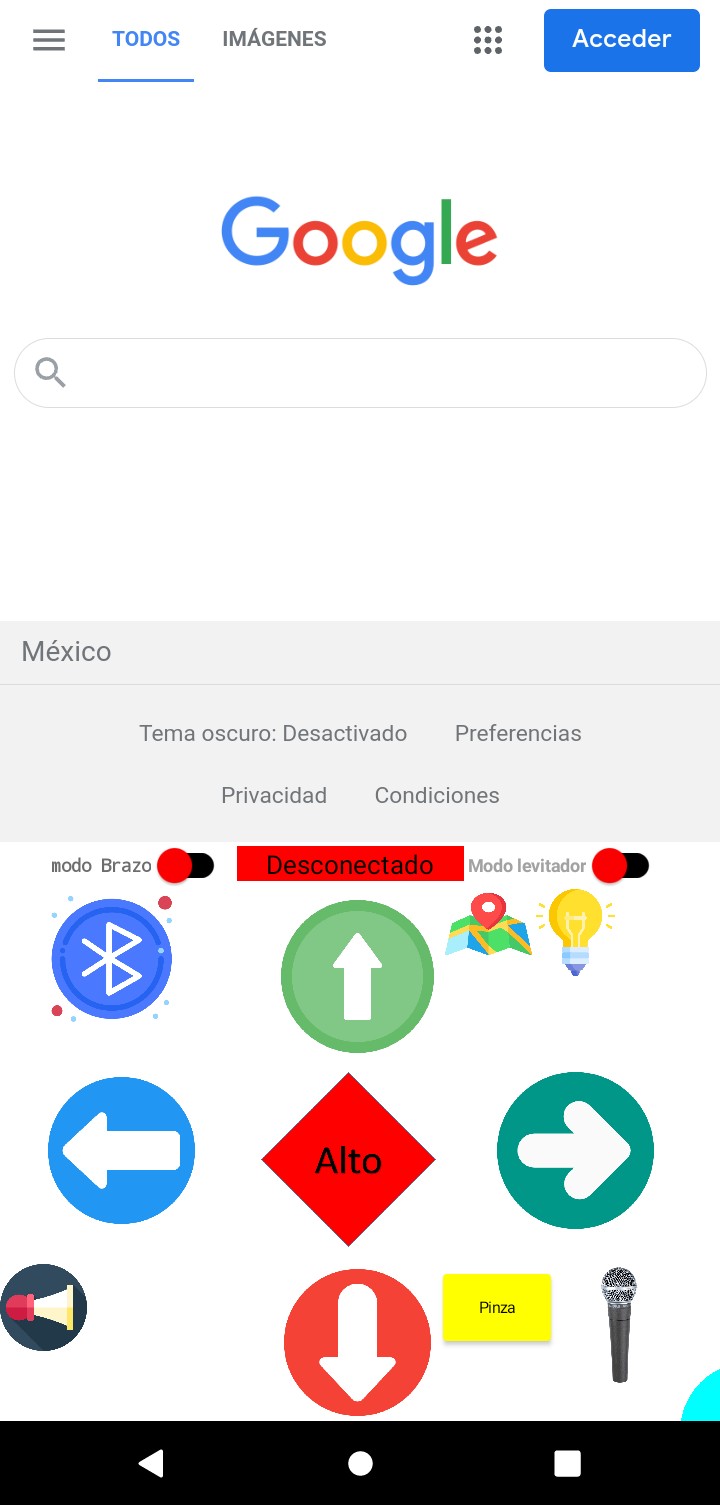 TODOS IMÁGENES Acceder
Google
México
Tema oscuro: Desactivado Preferencias
Privacidad Condiciones
modo Brazo Desconectado Modo levitador
Alto
Pinza